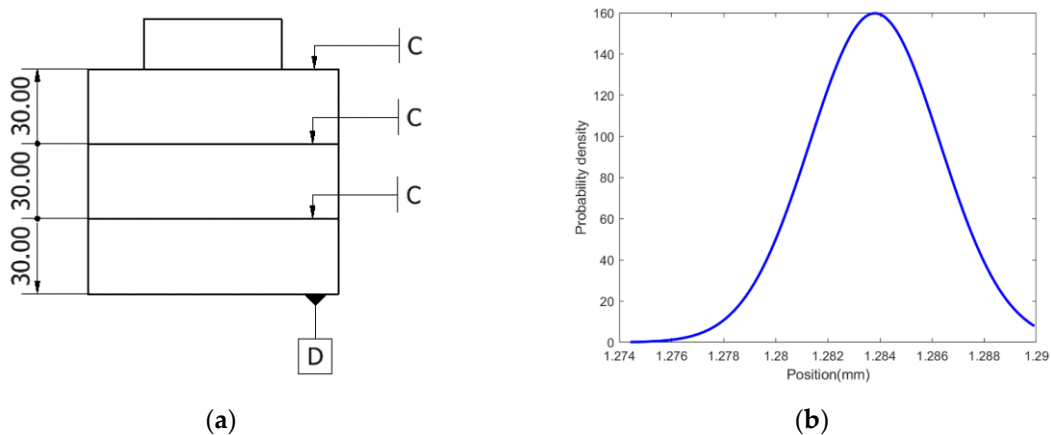 C
C
C
30.00
30.00
30.00
D
(a)
160
140
120
100
80
60
40
20
0
Probability density
1.274 1.276 1.278 1.28 1.282 1.284 1.286 1.288 1.29
Position(mm)
(b)